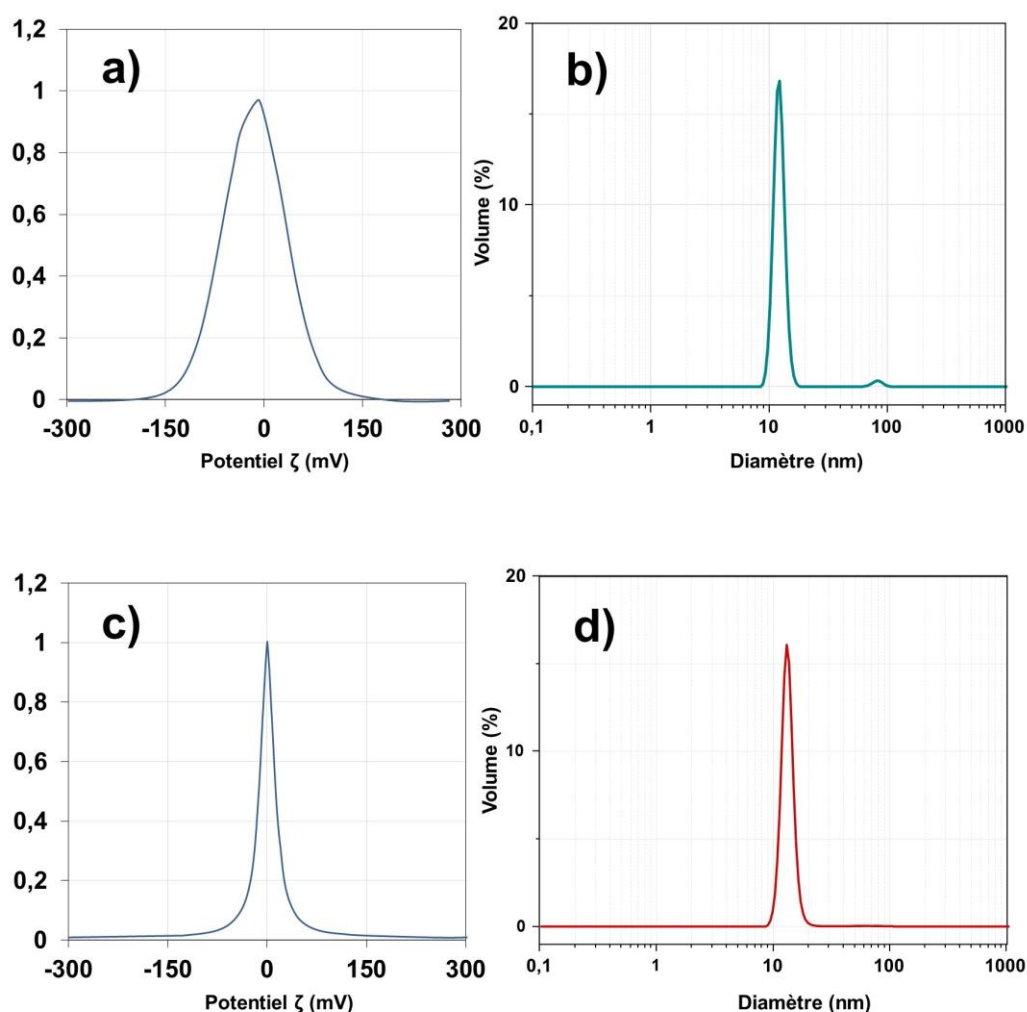 a)
1,2
1
0,8
0,6
0,4
0,2
0
-300 -150 0 150 300
Potentiel ζ (mV)
b)
20
10
0
Volume (%)
0,1 1 10 100 1000
Diamètre (nm)
c)
1,2
1
0,8
0,6
0,4
0,2
0
-300 -150 0 150 300
Potentiel ζ (mV)
d)
20
10
0
Volume (%)
0,1 1 10 100 1000
Diamètre (nm)